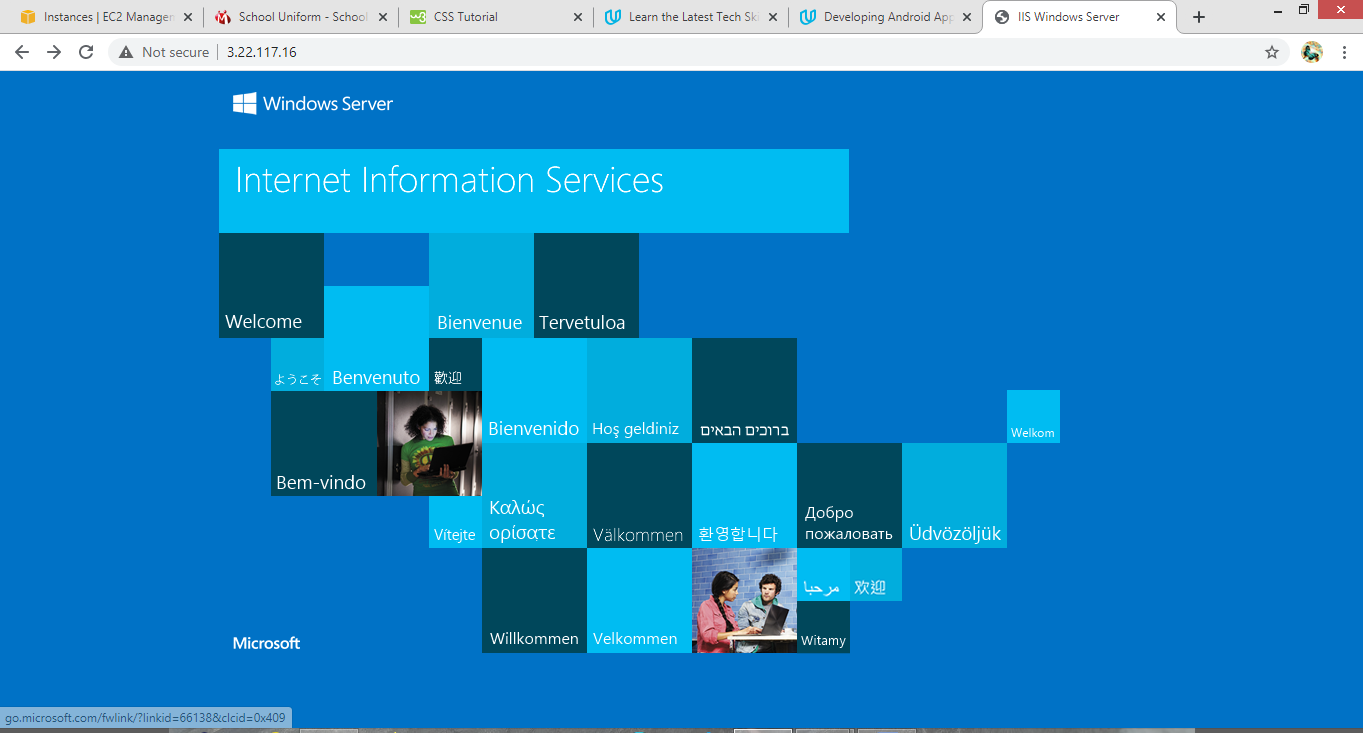 Instances | EC2 Managen
School Uniform - School
CSS Tutorial
Learn the Latest Tech Ski
Developing Android App
IIS Windows Server
Not secure
3.22.117.16
Windows Server
Internet Information Services
Welcome
Bienvenue
Tervetuloa
ようこそ
Benvenuto
歡迎
Bienvenido
Hoş geldiniz
ברוכים הבאים
Welkom
Bem-vindo
Vítejte
Καλώς
ορίσατε
Välkommen
환영합니다
Добро
пожаловать
Üdvözöljük
مرحبا
欢迎
Willkommen
Velkommen
Witamy
Microsoft
go.microsoft.com/fwlink/?linkid=66138&clcid=0x409